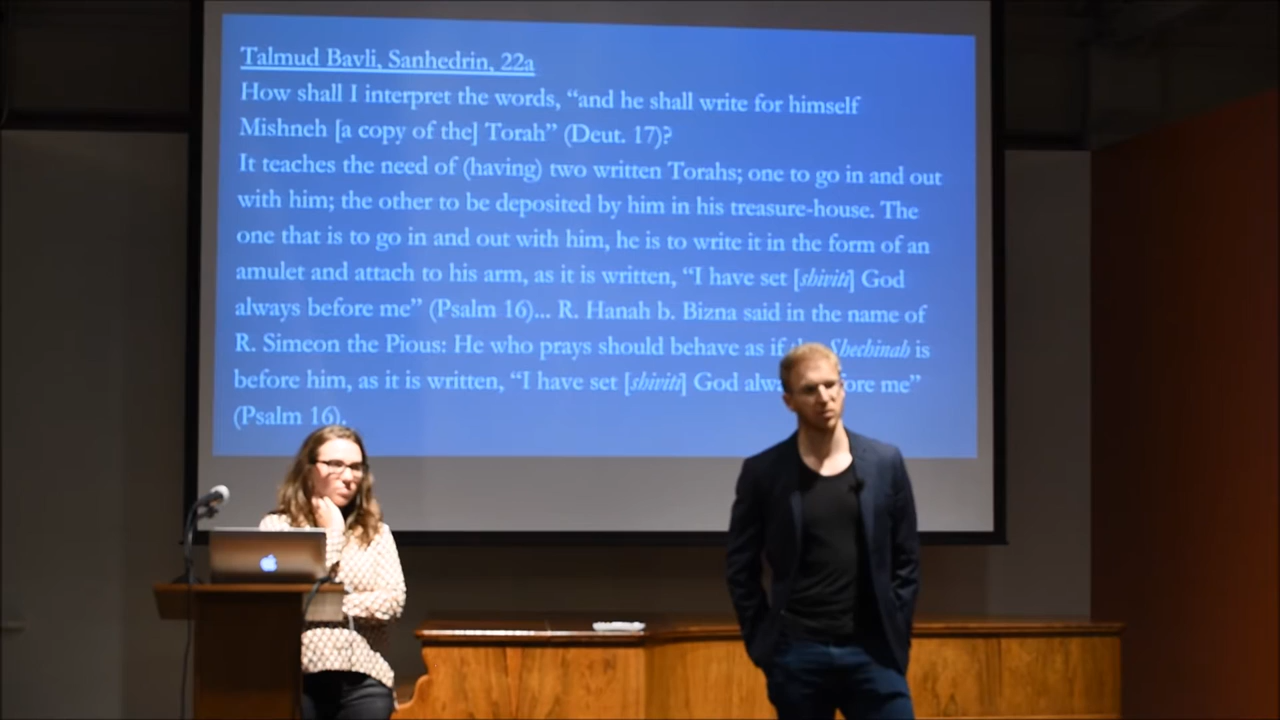 Talmud Bavli, Sanhedrin, 22a
How shall I interpret the words, “and he shall write for himself
Mishneh [a copy of the] Torah” (Deut. 17)?
It teaches the need of (having) two written Torahs; one to go in and out
with him; the other to be deposited by him in his treasure-house. The
one that is to go in and out with him, he is to write it in the form of an
amulet and attach to his arm, as it is written, “I have set [shiviti] God
always before me” (Psalm 16)... R. Hanah b. Bizna said in the name of
R. Simeon the Pious: He who prays should behave as if Shechinah is
before him, as it is written, “I have set [shiviti] God me”
(Psalm 16).